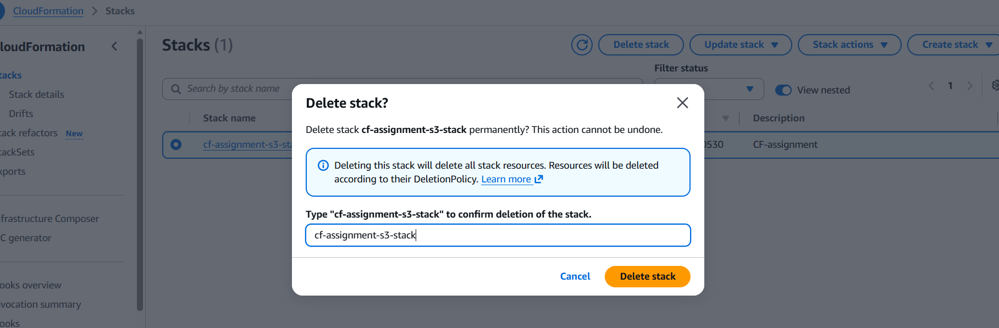 CloudFormation > Stacks
loudFormation
tacks
Stack details
Drifts
tack refactors New
tackSets
xports
frastructure Composer
C generator
ooks overview
vocation summary
ooks
Stacks (1)
Delete stack
Update stack
Stack actions
Create stack
Search by stack name
Filter status
View nested
1
Stack name
Description
cf-assignment-s3-sta
0530
CF-assignment
Delete stack?
Delete stack cf-assignment-s3-stack permanently? This action cannot be undone.
Deleting this stack will delete all stack resources. Resources will be deleted
according to their DeletionPolicy. Learn more
Type "cf-assignment-s3-stack" to confirm deletion of the stack.
cf-assignment-s3-stack
Cancel
Delete stack